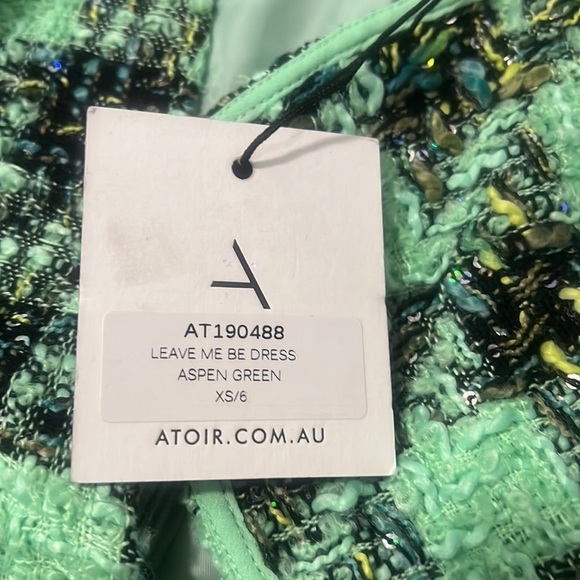 AT190488
LEAVE ME BE DRESS
ASPEN GREEN
XS/6
ATOIR.COM.AU